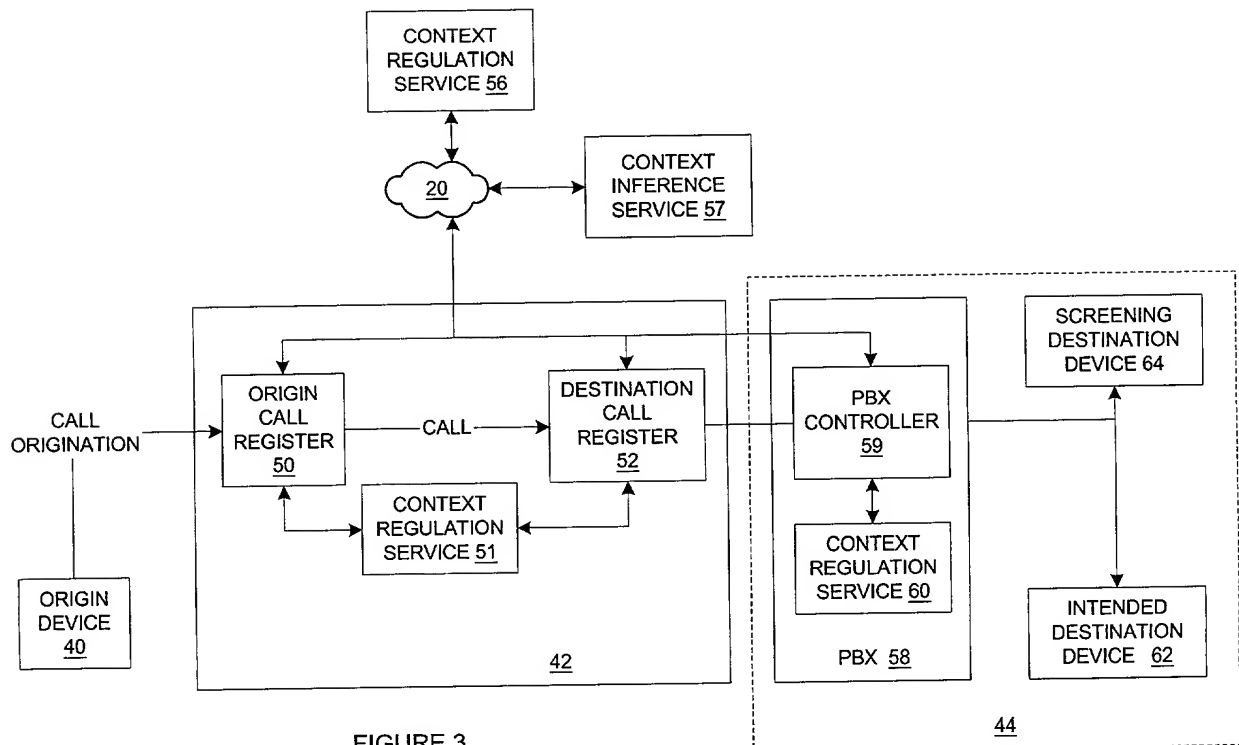 CONTEXT
REGULATION
SERVICE 56
20
CONTEXT
INFERENCE
SERVICE 57
CALL
ORIGINATION
ORIGIN
DEVICE
40
ORIGIN
CALL
REGISTER
50
CALL
DESTINATION
CALL
REGISTER
52
CONTEXT
REGULATION
SERVICE 51
42
PBX
CONTROLLER
59
CONTEXT
REGULATION
SERVICE 60
PBX 58
SCREENING
DESTINATION
DEVICE 64
INTENDED
DESTINATION
DEVICE 62
44
FIGURE 3